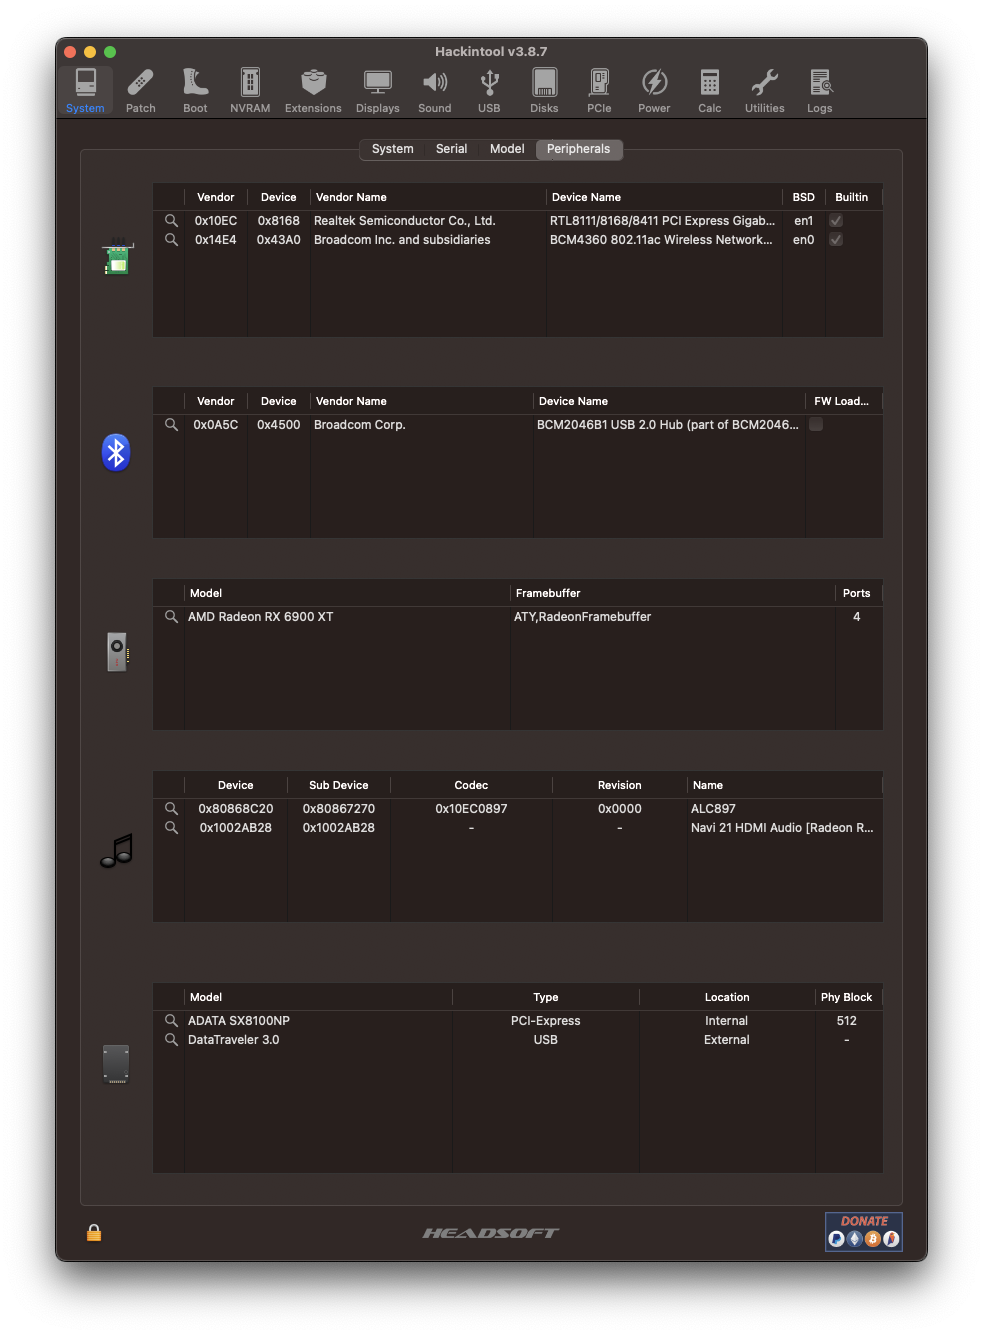 Hackintool v3.8.7
System Patch Boot NVRAM Extensions Displays Sound USB Disks PCIe Power Calc Utilities Logs
System Serial Model Peripherals
Vendor Device Vendor Name Device Name BSD Builtin
0x10EC 0x8168 Realtek Semiconductor Co., Ltd. RTL8111/8168/8411 PCI Express Gigab... en1
0x14E4 0x43A0 Broadcom Inc. and subsidiaries BCM4360 802.11ac Wireless Network... en0
Vendor Device Vendor Name Device Name FW Load...
0x0A5C 0x4500 Broadcom Corp. BCM2046B1 USB 2.0 Hub (part of BCM2046...
Model Framebuffer Ports
AMD Radeon RX 6900 XT ATY,RadeonFramebuffer 4
Device Sub Device Codec Revision Name
0x80868C20 0x80867270 0x10EC0897 0x0000 ALC897
0x1002AB28 0x1002AB28 - - Navi 21 HDMI Audio [Radeon R...
Model Type Location Phy Block
ADATA SX8100NP PCI-Express Internal 512
DataTraveler 3.0 USB External -
HEADSOFT
DONATE